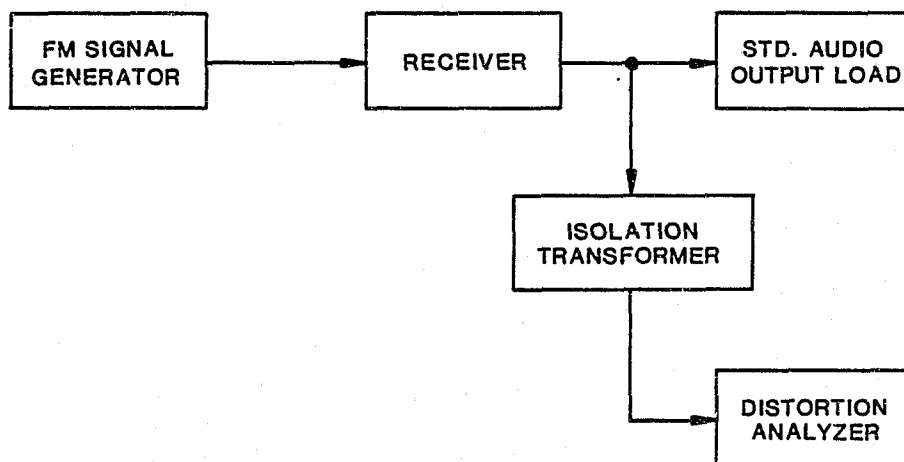 FM SIGNAL
GENERATOR
RECEIVER
STD. AUDIO
OUTPUT LOAD
ISOLATION
TRANSFORMER
DISTORTION
ANALYZER